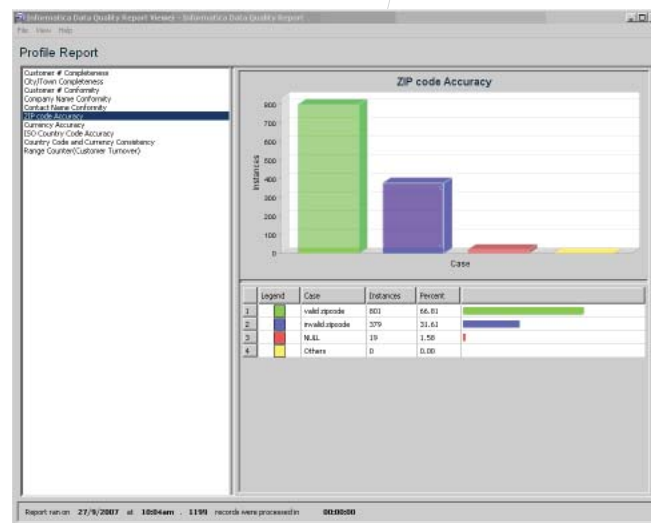 Informatica Data Quality Report Viewer - Informatica Data Quality Report
File View Help
Profile Report
Customer # Completeness
City/Town Completeness
Customer # Conformity
Company Name Conformity
Contact Name Conformity
ZIP code Accuracy
Currency Accuracy
ISO Country Code Accuracy
Country Code and Currency Consistency
Range Counter(Customer Turnover)
ZIP code Accuracy
800
700
600
500
400
300
200
100
0
Instances
Case
Legend Case Instances Percent
1 valid zipcode 801 66.81
2 invalid zipcode 379 31.61
3 NULL 19 1.58
4 Others 0 0.00
Report ran on 27/9/2007 at 10:04am . 1199 records were processed in 00:00:00